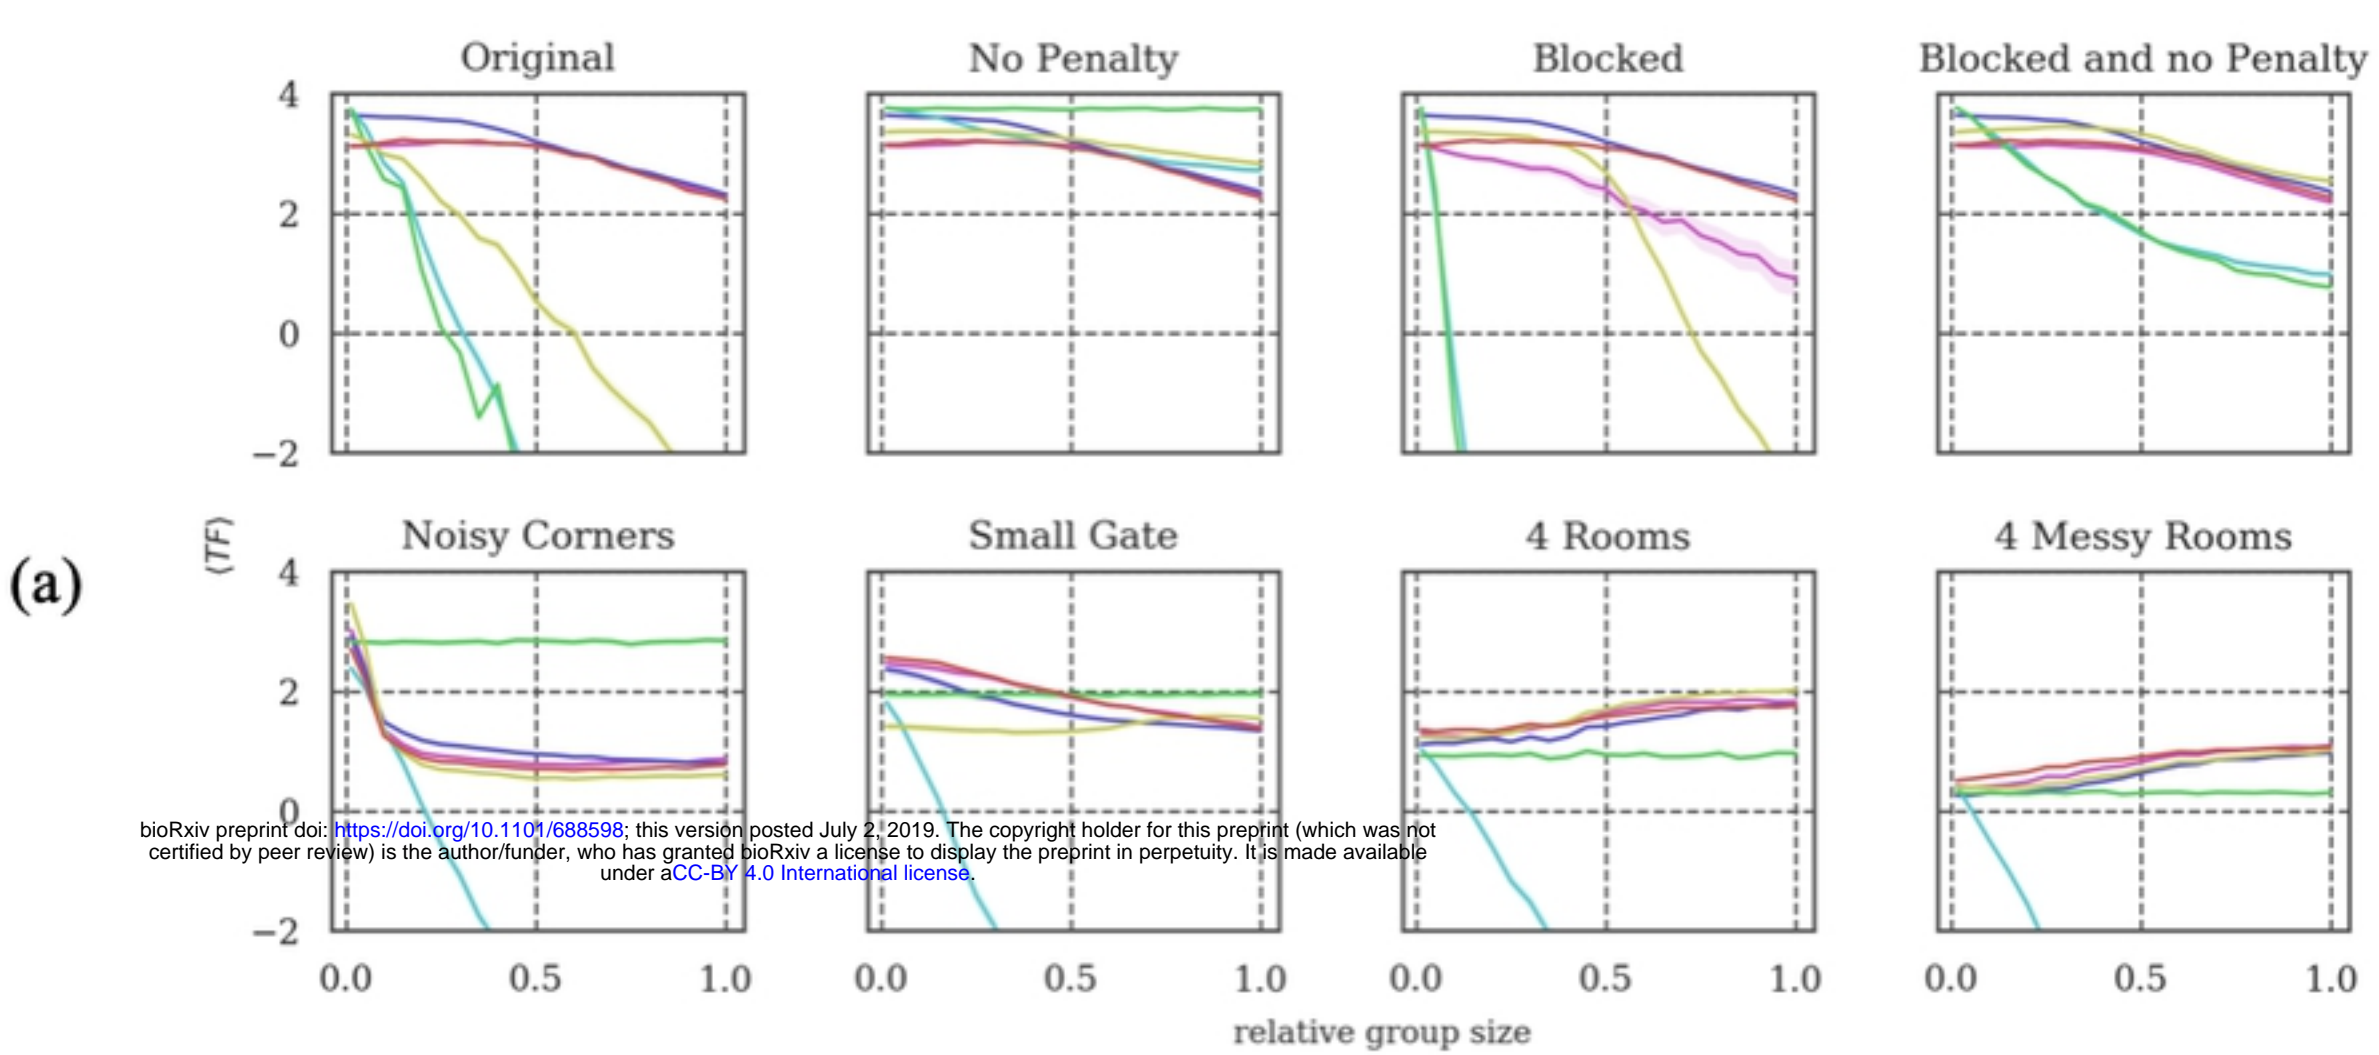 Original No Penalty Blocked Blocked and no Penalty
4
2
0
−2
Noisy Corners Small Gate 4 Rooms 4 Messy Rooms
(a)
⟨TF⟩
4
2
0
−2
bioRxiv preprint doi: https://doi.org/10.1101/688598; this version posted July 2, 2019. The copyright holder for this preprint (which was not
certified by peer review) is the author/funder, who has granted bioRxiv a license to display the preprint in perpetuity. It is made available
under aCC-BY 4.0 International license.
0.0 0.5 1.0 0.0 0.5 1.0 0.0 0.5 1.0 0.0 0.5 1.0
relative group size